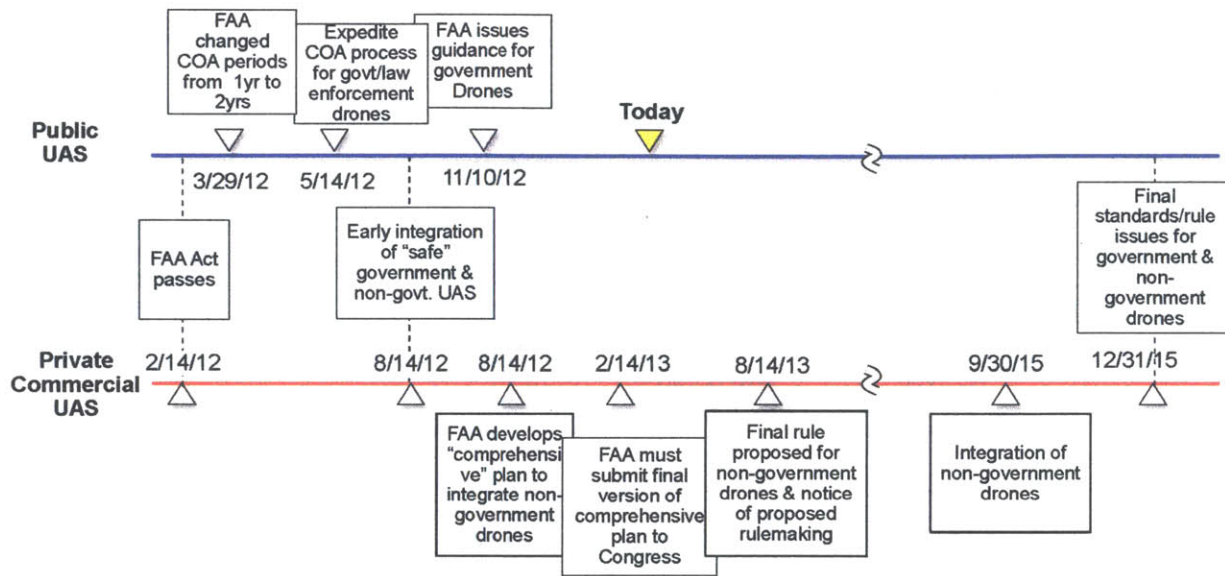 FAA
changed
COA periods
from 1yr to
2yrs
Expedite
COA process
for govt/law
enforcement
drones
FAA issues
guidance for
government
Drones
Today
Public
UAS
3/29/12
5/14/12
11/10/12
FAA Act
passes
Early integration
of “safe”
government &
non-govt. UAS
Final
standards/rule
issues for
government &
non-
government
drones
Private
Commercial
UAS
2/14/12
8/14/12
8/14/12
2/14/13
8/14/13
9/30/15
12/31/15
FAA develops
“comprehensi
ve” plan to
integrate non-
government
drones
FAA must
submit final
version of
comprehensive
plan to
Congress
Final rule
proposed for
non-government
drones & notice
of proposed
rulemaking
Integration of
non-government
drones